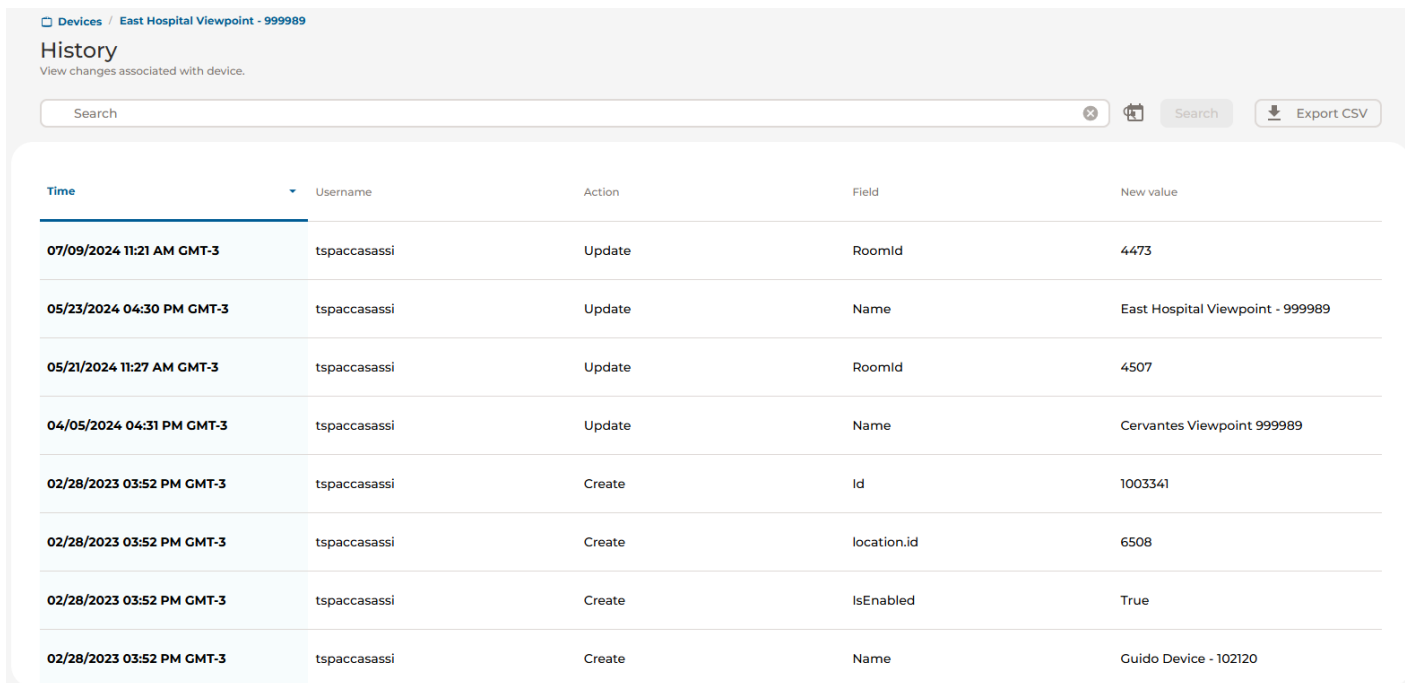 Devices / East Hospital Viewpoint - 999989
History
View changes associated with device.
Search Search Export CSV
Time Username Action Field New value
07/09/2024 11:21 AM GMT-3 tspaccasassi Update RoomId 4473
05/23/2024 04:30 PM GMT-3 tspaccasassi Update Name East Hospital Viewpoint - 999989
05/21/2024 11:27 AM GMT-3 tspaccasassi Update RoomId 4507
04/05/2024 04:31 PM GMT-3 tspaccasassi Update Name Cervantes Viewpoint 999989
02/28/2023 03:52 PM GMT-3 tspaccasassi Create Id 1003341
02/28/2023 03:52 PM GMT-3 tspaccasassi Create location.id 6508
02/28/2023 03:52 PM GMT-3 tspaccasassi Create IsEnabled True
02/28/2023 03:52 PM GMT-3 tspaccasassi Create Name Guido Device - 102120